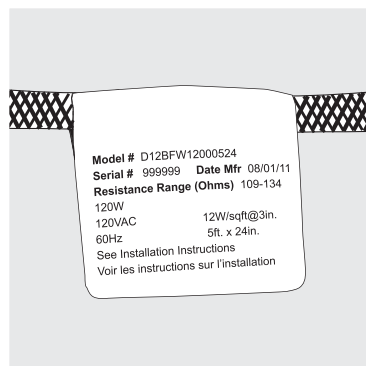 Model # D12BFW12000524
Serial # 999999 Date Mfr 08/01/11
Resistance Range (Ohms) 109-134
120W
120VAC 12W/sqft@3in.
60Hz 5ft. x 24in.
See Installation Instructions
Voir les instructions sur l'installation